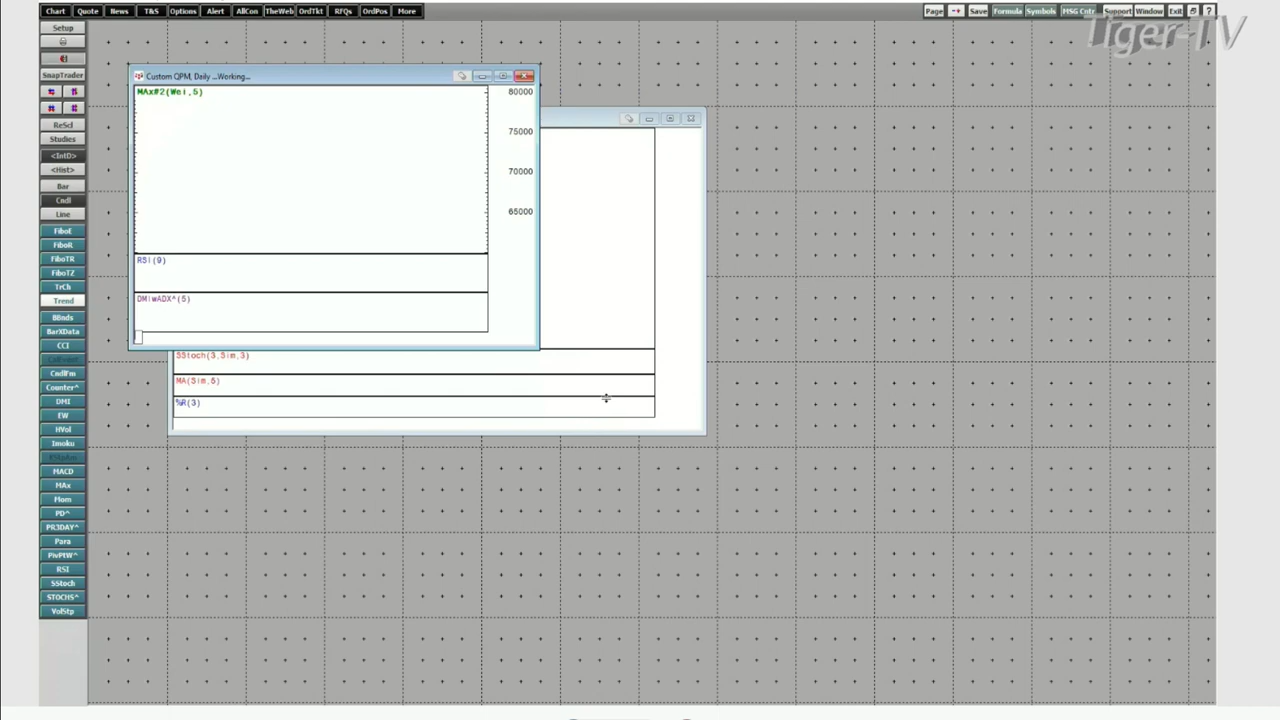 Chart Quote News T&S Options Alert AllCon TheWeb OrdTkt RFQs OrdPos More
Page Save Formula Symbols MSG Cntr Support Window Exit ?
Tiger-TV
Setup
SnapTrader
ReScl
Studies
<IntD>
<Hist>
Bar
Cndl
Line
FiboE
FiboR
FiboTR
FiboTZ
TrCh
Trend
BBnds
BarXData
CCI
CndlFm
Counter^
DMI
EW
HVol
Imoku
MACD
MAx
Mom
PD^
PR3DAY^
Para
PivPtW^
RSI
SStoch
STOCHS^
VolStp
Custom QPM, Daily ...Working...
MAx#2(Wei,5)
80000
75000
70000
65000
RSI(9)
DMIwADX^(5)
SStoch(3,Sim,3)
MA(Sim,5)
%R(3)